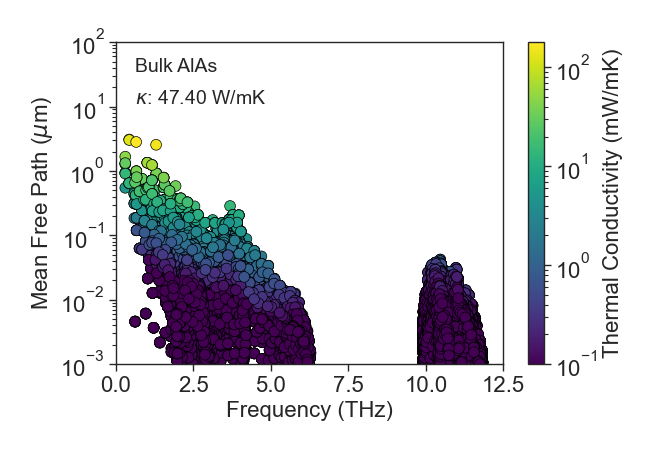 Bulk AlAs
κ: 47.40 W/mK
10²
10¹
10⁰
10⁻¹
10⁻²
10⁻³
Mean Free Path (μm)
0.0 2.5 5.0 7.5 10.0 12.5
Frequency (THz)
10²
10¹
10⁰
10⁻¹
Thermal Conductivity (mW/mK)